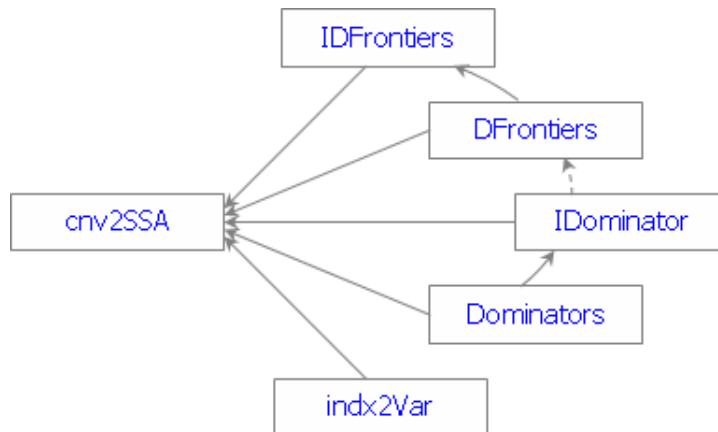 IDFrontiers
DFrontiers
cnv2SSA
IDominator
Dominators
indx2Var